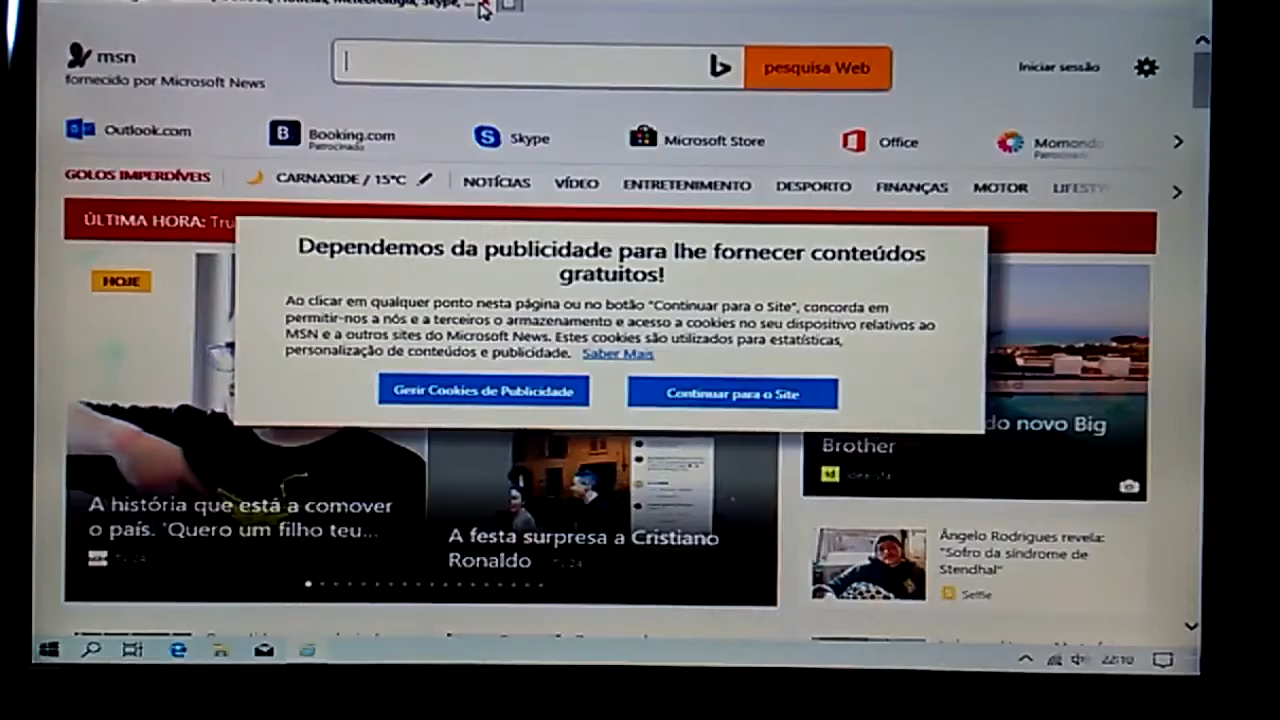 Skype, ...
msn
fornecido por Microsoft News
pesquisa Web
Iniciar sessão
Outlook.com
B
Booking.com
Patrocinado
S
Skype
Microsoft Store
Office
Momondo
Patrocinado
GOLOS IMPERDÍVEIS
CARNAXIDE / 15°C
NOTÍCIAS
VÍDEO
ENTRETENIMENTO
DESPORTO
FINANÇAS
MOTOR
LIFESTY
ÚLTIMA HORA: Tru
Dependemos da publicidade para lhe fornecer conteúdos
gratuitos!
Ao clicar em qualquer ponto nesta página ou no botão "Continuar para o Site", concorda em
permitir-nos a nós e a terceiros o armazenamento e acesso a cookies no seu dispositivo relativos ao
MSN e a outros sites do Microsoft News. Estes cookies são utilizados para estatísticas,
personalização de conteúdos e publicidade. Saber Mais
Gerir Cookies de Publicidade
Continuar para o Site
HOJE
do novo Big
Brother
A história que está a comover
o país. 'Quero um filho teu...
A festa surpresa a Cristiano
Ronaldo
Ângelo Rodrigues revela:
"Sofro da síndrome de
Stendhal"
Selfie
22:10